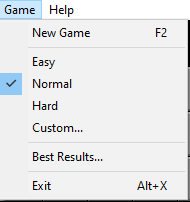 Game Help
New Game F2
Easy
Normal
Hard
Custom...
Best Results...
Exit Alt+X